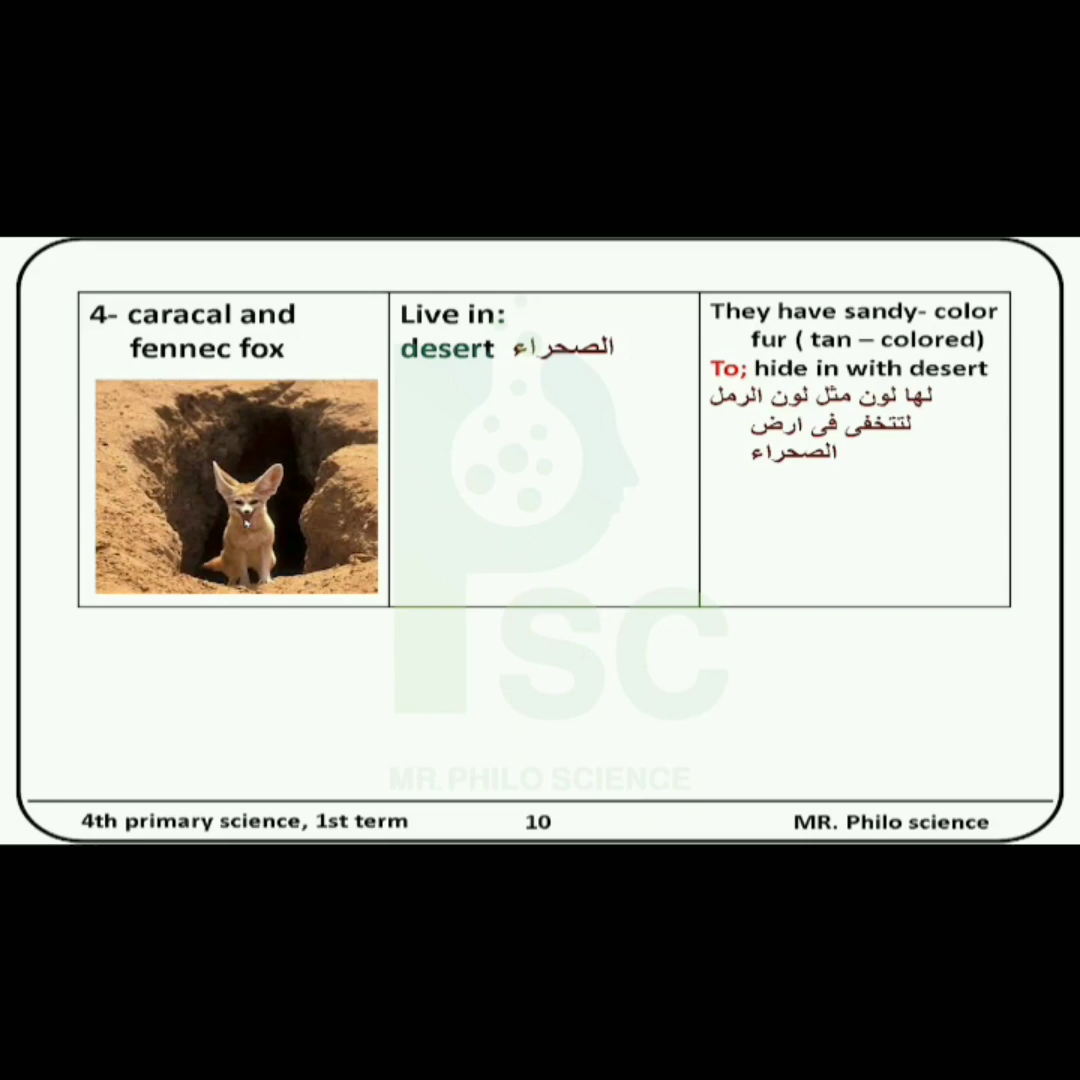 4- caracal and
fennec fox
Live in:
desert الصحراء
They have sandy- color
fur ( tan – colored)
To; hide in with desert
لها لون مثل لون الرمل
لتتخفى فى ارض
الصحراء
Psc
MR. PHILO SCIENCE
4th primary science, 1st term
10
MR. Philo science